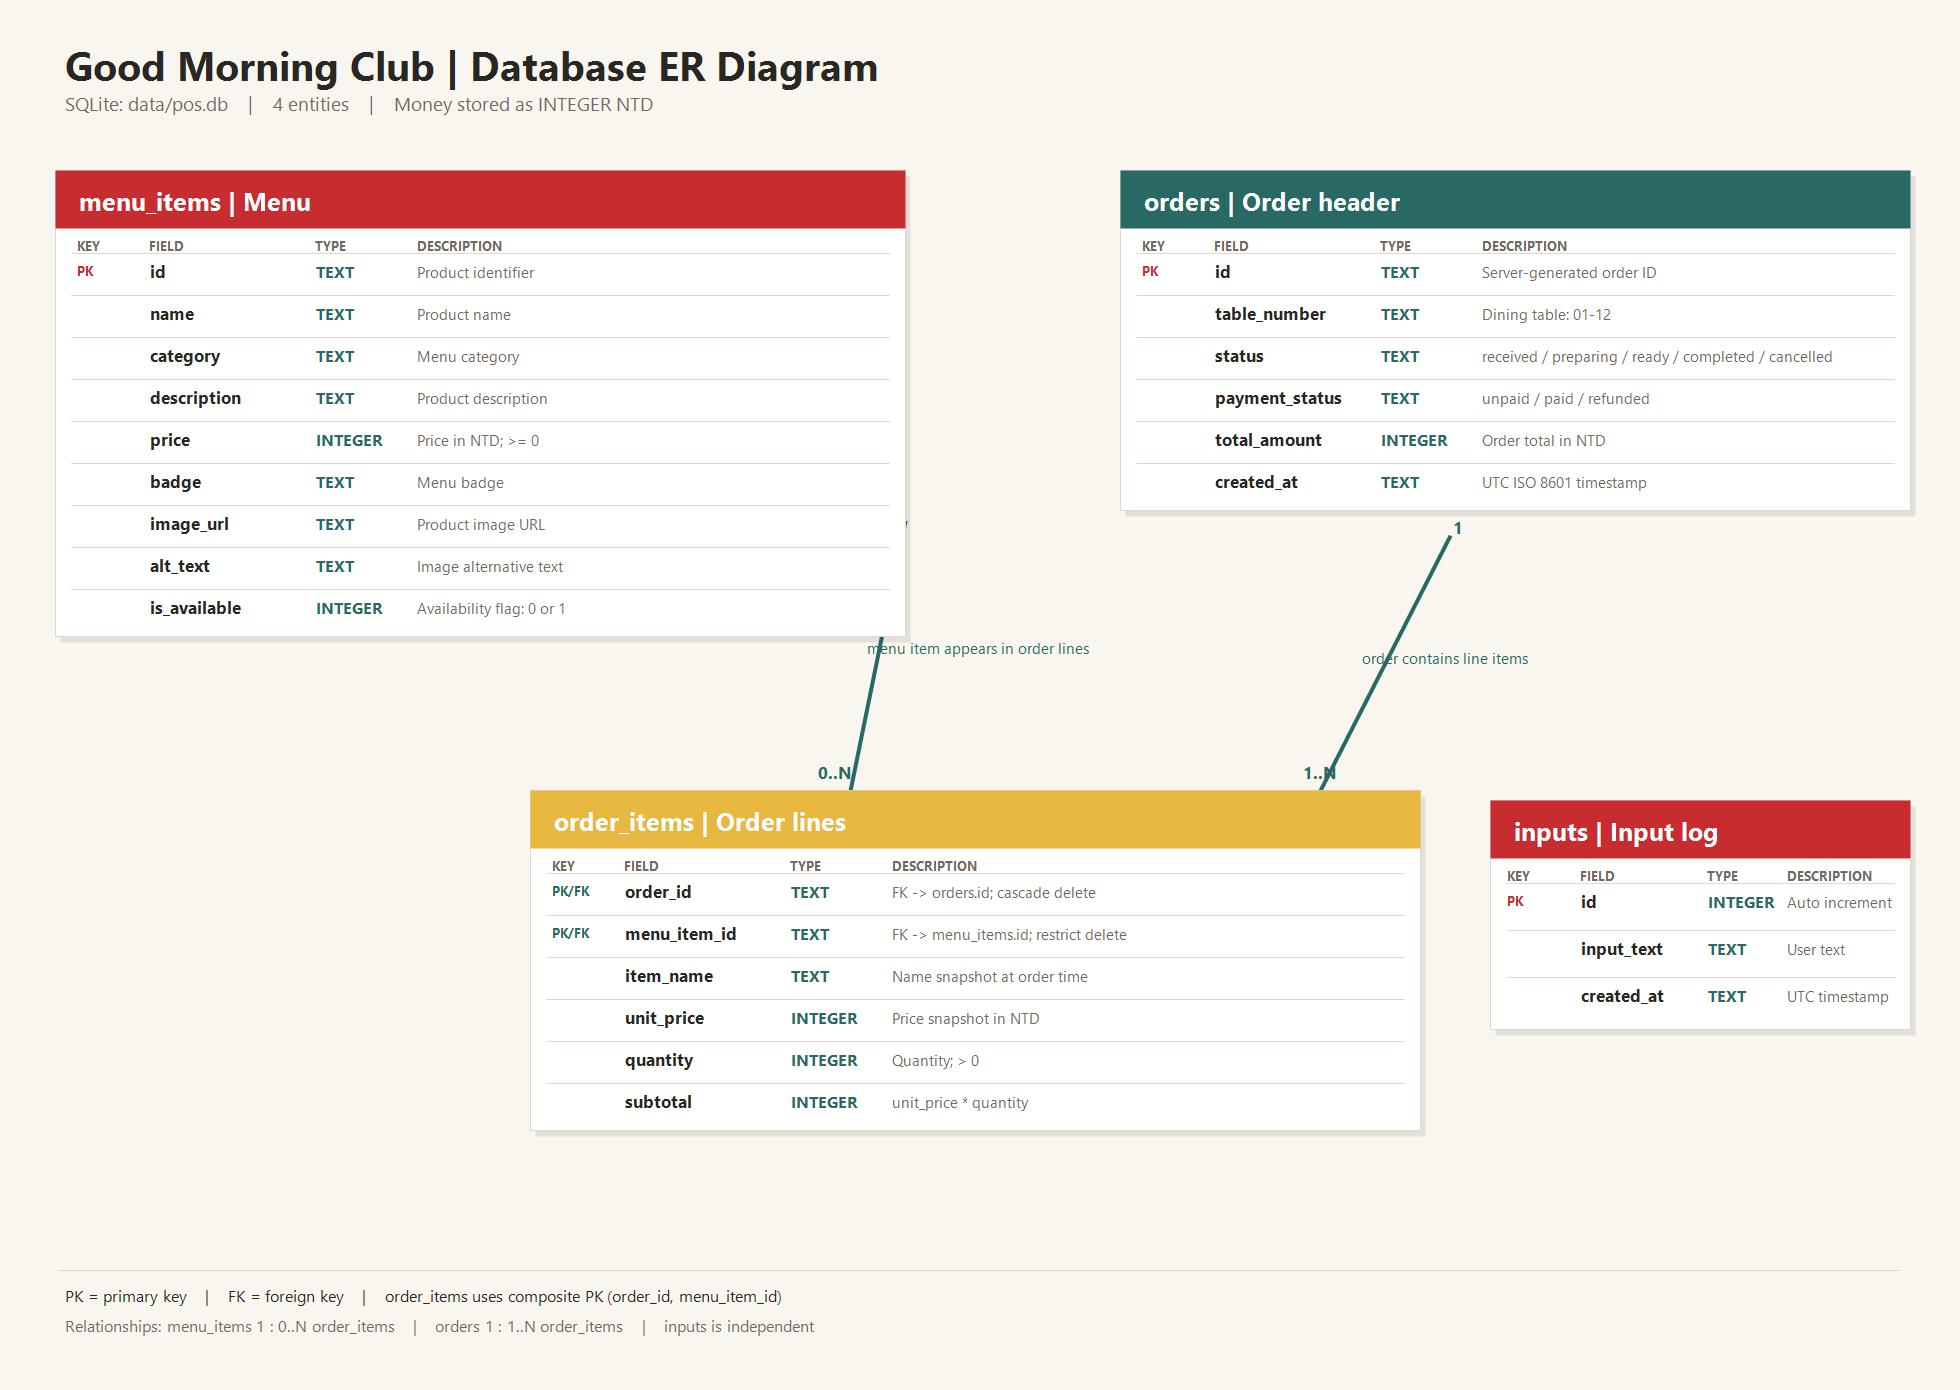 Good Morning Club | Database ER Diagram
SQLite: data/pos.db | 4 entities | Money stored as INTEGER NTD
menu_items | Menu
KEY FIELD TYPE DESCRIPTION
PK id TEXT Product identifier
name TEXT Product name
category TEXT Menu category
description TEXT Product description
price INTEGER Price in NTD; >= 0
badge TEXT Menu badge
image_url TEXT Product image URL
alt_text TEXT Image alternative text
is_available INTEGER Availability flag: 0 or 1
orders | Order header
KEY FIELD TYPE DESCRIPTION
PK id TEXT Server-generated order ID
table_number TEXT Dining table: 01-12
status TEXT received / preparing / ready / completed / cancelled
payment_status TEXT unpaid / paid / refunded
total_amount INTEGER Order total in NTD
created_at TEXT UTC ISO 8601 timestamp
1
menu item appears in order lines
order contains line items
0..N
1..N
order_items | Order lines
KEY FIELD TYPE DESCRIPTION
PK/FK order_id TEXT FK -> orders.id; cascade delete
PK/FK menu_item_id TEXT FK -> menu_items.id; restrict delete
item_name TEXT Name snapshot at order time
unit_price INTEGER Price snapshot in NTD
quantity INTEGER Quantity; > 0
subtotal INTEGER unit_price * quantity
inputs | Input log
KEY FIELD TYPE DESCRIPTION
PK id INTEGER Auto increment
input_text TEXT User text
created_at TEXT UTC timestamp
PK = primary key | FK = foreign key | order_items uses composite PK (order_id, menu_item_id)
Relationships: menu_items 1 : 0..N order_items | orders 1 : 1..N order_items | inputs is independent